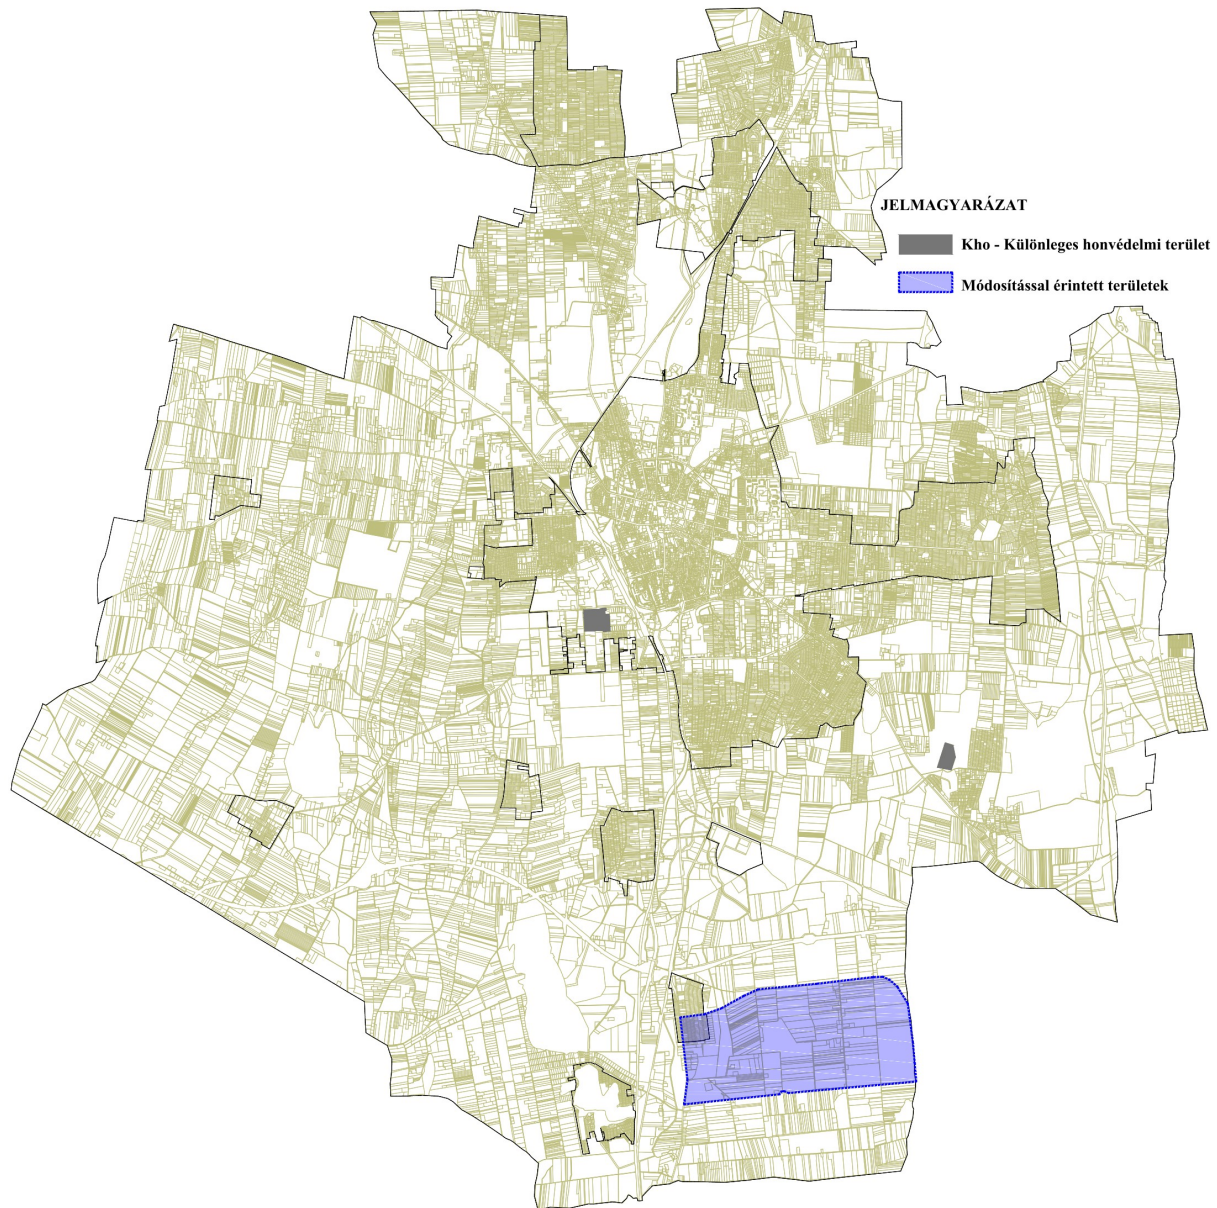 JELMAGYARÁZAT
Kho - Különleges honvédelmi terület
Módosítással érintett területek